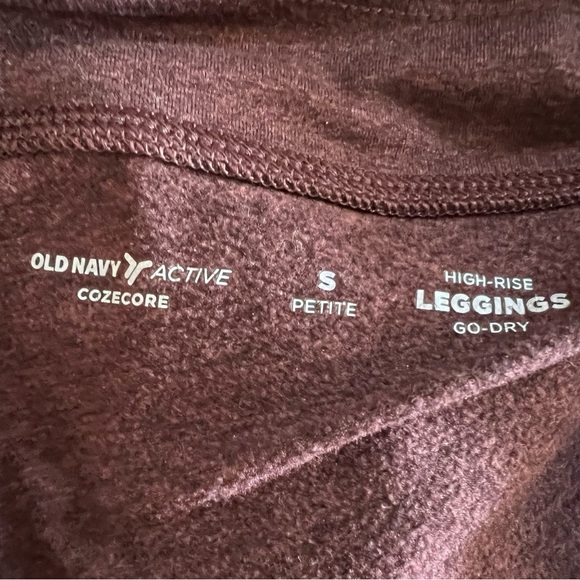 OLD NAVY ACTIVE
COZECORE
S
PETITE
HIGH-RISE
LEGGINGS
GO-DRY